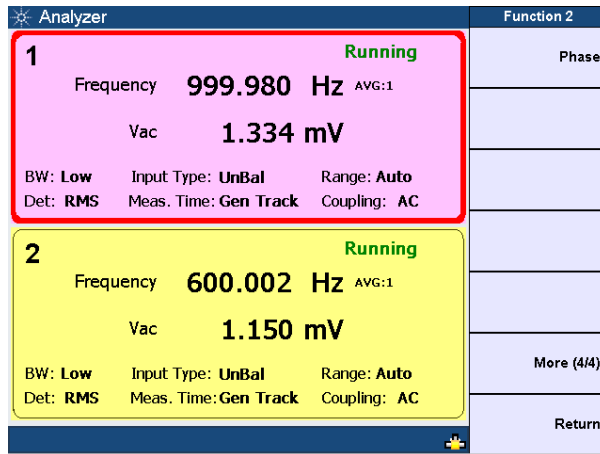 Analyzer
Function 2
1 Running
Frequency 999.980 Hz AVG:1
Vac 1.334 mV
BW: Low Input Type: UnBal Range: Auto
Det: RMS Meas. Time: Gen Track Coupling: AC
2 Running
Frequency 600.002 Hz AVG:1
Vac 1.150 mV
BW: Low Input Type: UnBal Range: Auto
Det: RMS Meas. Time: Gen Track Coupling: AC
Phase
More (4/4)
Return